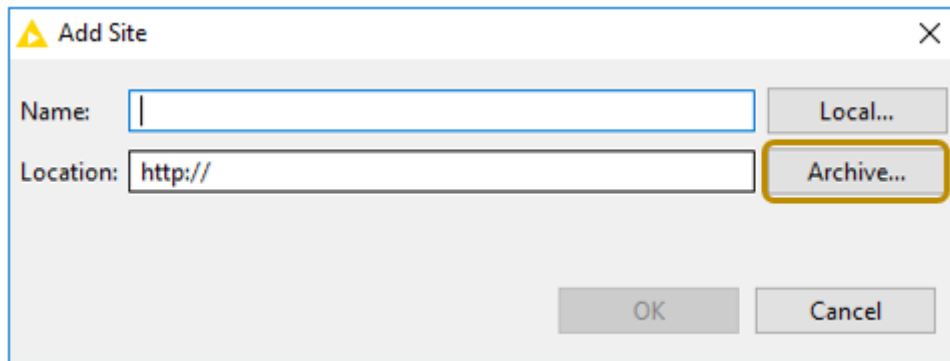 Add Site
Name: Local...
Location: http:// Archive...
OK Cancel